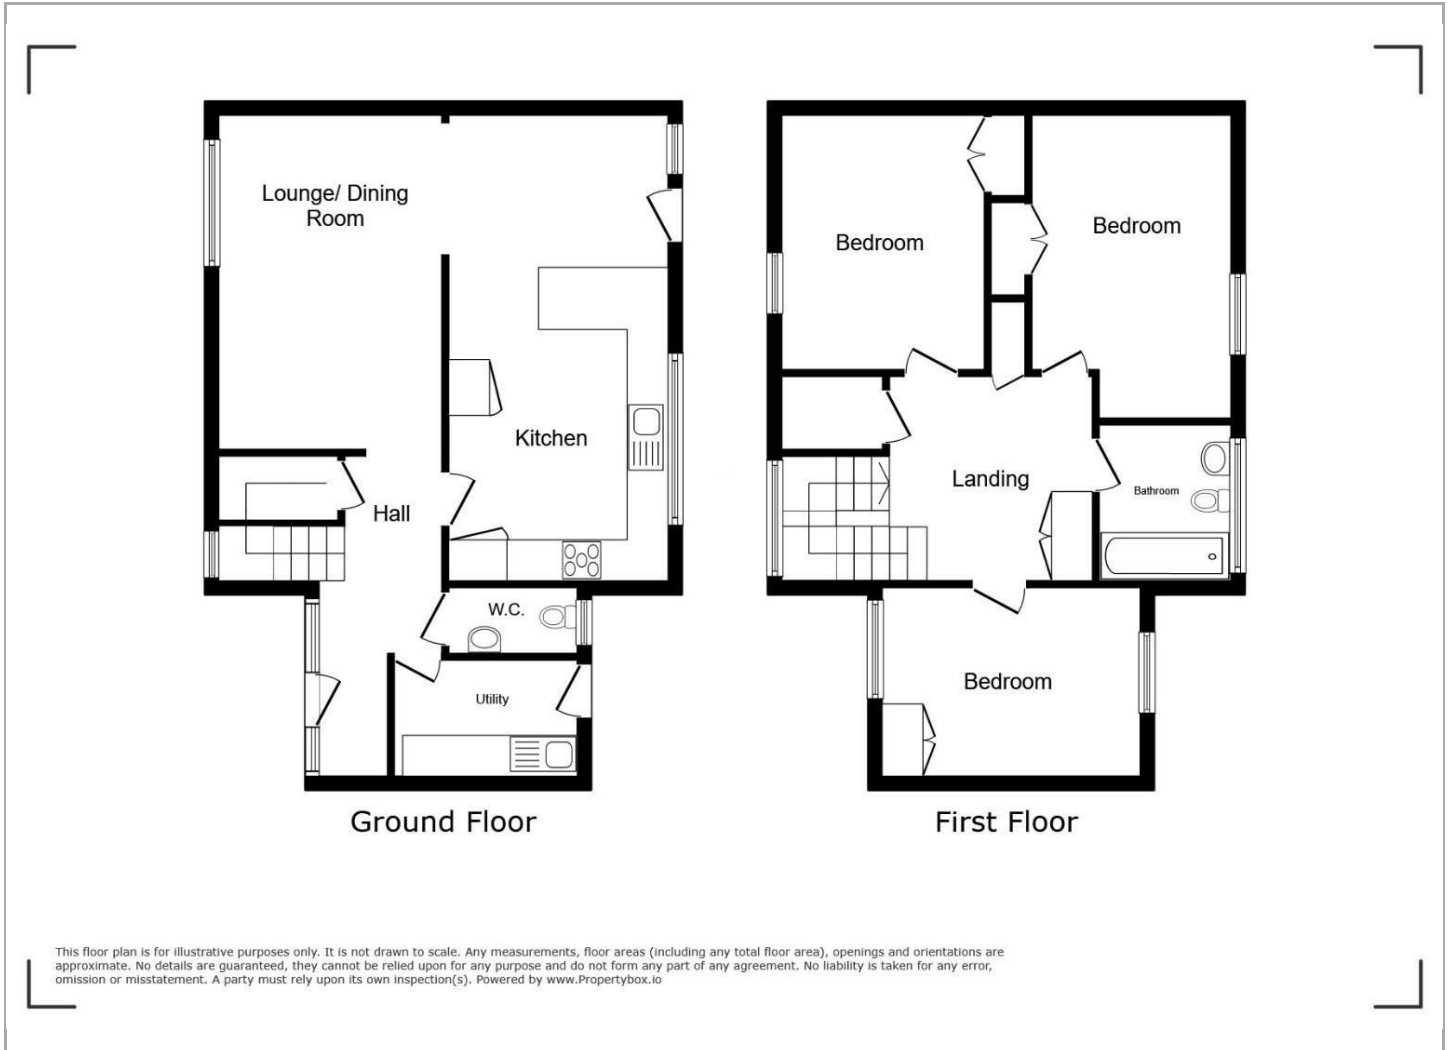 Lounge/ Dining
Room
Kitchen
Hall
W.C.
Utility
Ground Floor
Bedroom
Bedroom
Landing
Bathroom
Bedroom
First Floor
This floor plan is for illustrative purposes only. It is not drawn to scale. Any measurements, floor areas (including any total floor area), openings and orientations are
approximate. No details are guaranteed, they cannot be relied upon for any purpose and do not form any part of any agreement. No liability is taken for any error,
omission or misstatement. A party must rely upon its own inspection(s). Powered by www.Propertybox.io